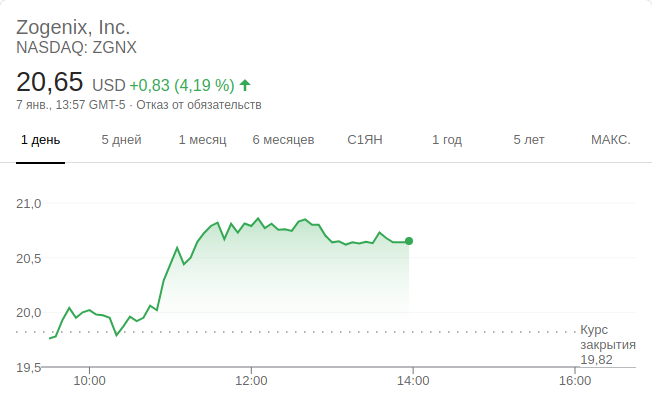 Zogenix, Inc.
NASDAQ: ZGNX
20,65 USD +0,83 (4,19 %)
7 янв., 13:57 GMT-5 · Отказ от обязательств
1 день 5 дней 1 месяц 6 месяцев С1ЯН 1 год 5 лет МАКС.
21,0
20,5
20,0
Курс
закрытия
19,82
19,5
10:00 12:00 14:00 16:00